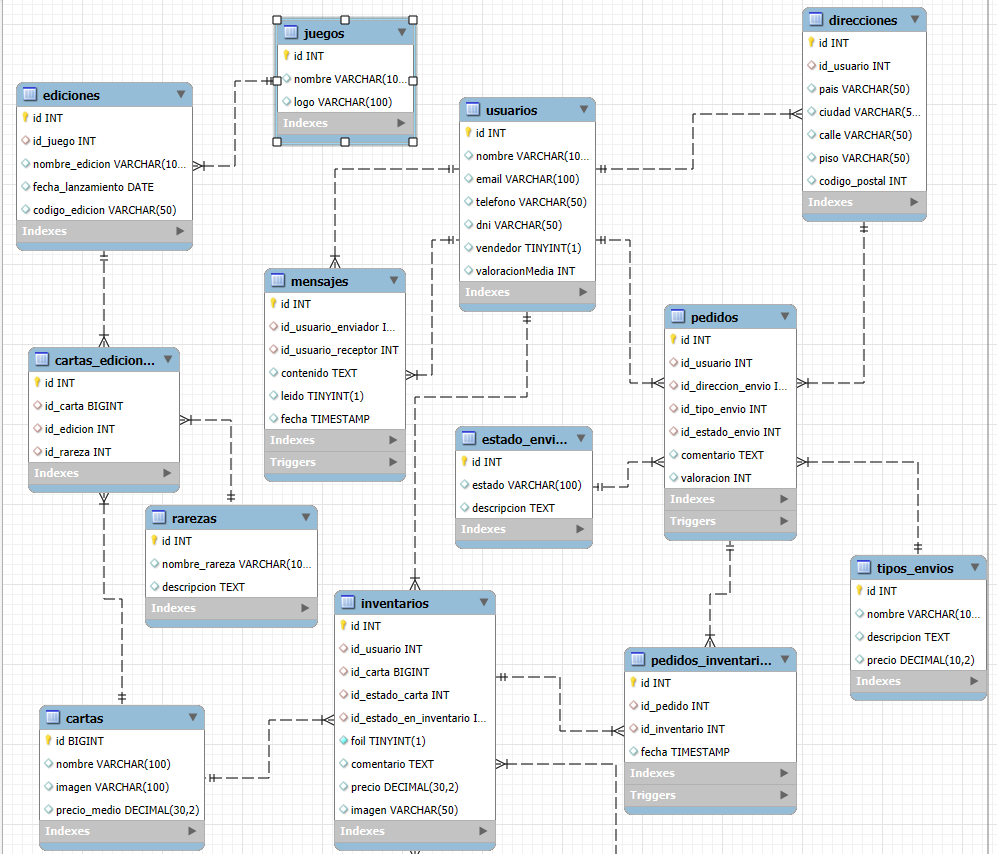 juegos
id INT
nombre VARCHAR(10...
logo VARCHAR(100)
Indexes
direcciones
id INT
id_usuario INT
pais VARCHAR(50)
ciudad VARCHAR(5...
calle VARCHAR(50)
piso VARCHAR(50)
codigo_postal INT
Indexes
ediciones
id INT
id_juego INT
nombre_edicion VARCHAR(10...
fecha_lanzamiento DATE
codigo_edicion VARCHAR(50)
Indexes
usuarios
id INT
nombre VARCHAR(10...
email VARCHAR(100)
telefono VARCHAR(50)
dni VARCHAR(50)
vendedor TINYINT(1)
valoracionMedia INT
Indexes
mensajes
id INT
id_usuario_enviador I...
id_usuario_receptor INT
contenido TEXT
leido TINYINT(1)
fecha TIMESTAMP
Indexes
Triggers
pedidos
id INT
id_usuario INT
id_direccion_envio I...
id_tipo_envio INT
id_estado_envio INT
comentario TEXT
valoracion INT
Indexes
Triggers
cartas_edicion...
id INT
id_carta BIGINT
id_edicion INT
id_rareza INT
Indexes
estado_envi...
id INT
estado VARCHAR(100)
descripcion TEXT
Indexes
rarezas
id INT
nombre_rareza VARCHAR(10...
descripcion TEXT
Indexes
tipos_envios
id INT
nombre VARCHAR(10...
descripcion TEXT
precio DECIMAL(10,2)
Indexes
inventarios
id INT
id_usuario INT
id_carta BIGINT
id_estado_carta INT
id_estado_en_inventario I...
foil TINYINT(1)
comentario TEXT
precio DECIMAL(30,2)
imagen VARCHAR(50)
Indexes
pedidos_inventari...
id INT
id_pedido INT
id_inventario INT
fecha TIMESTAMP
Indexes
Triggers
cartas
id BIGINT
nombre VARCHAR(100)
imagen VARCHAR(100)
precio_medio DECIMAL(30,2)
Indexes